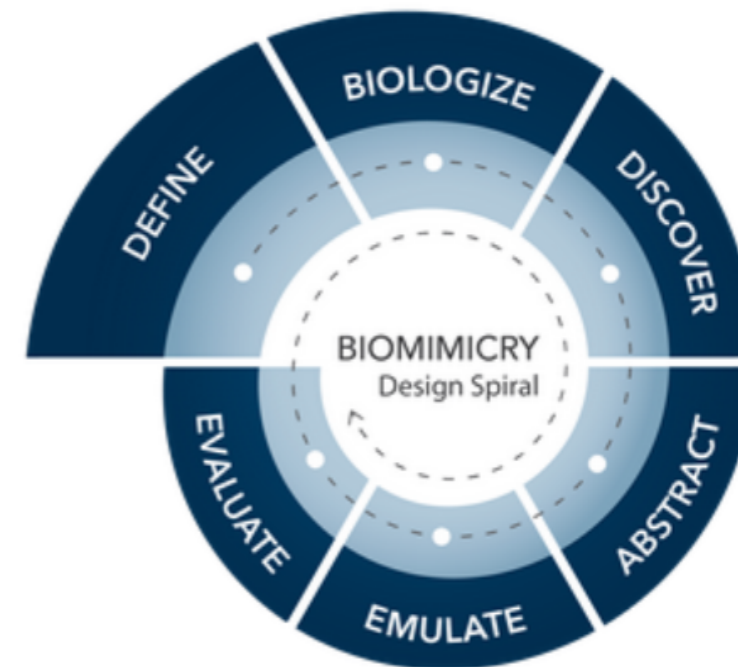 DEFINE
BIOLOGIZE
DISCOVER
ABSTRACT
EMULATE
EVALUATE
BIOMIMICRY
Design Spiral